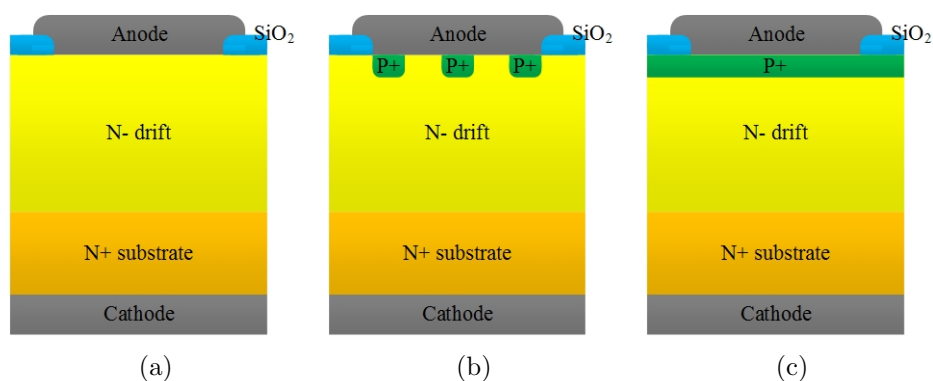 Anode
SiO₂
N- drift
N+ substrate
Cathode
(a)
Anode
SiO₂
P+ P+ P+
N- drift
N+ substrate
Cathode
(b)
Anode
SiO₂
P+
N- drift
N+ substrate
Cathode
(c)